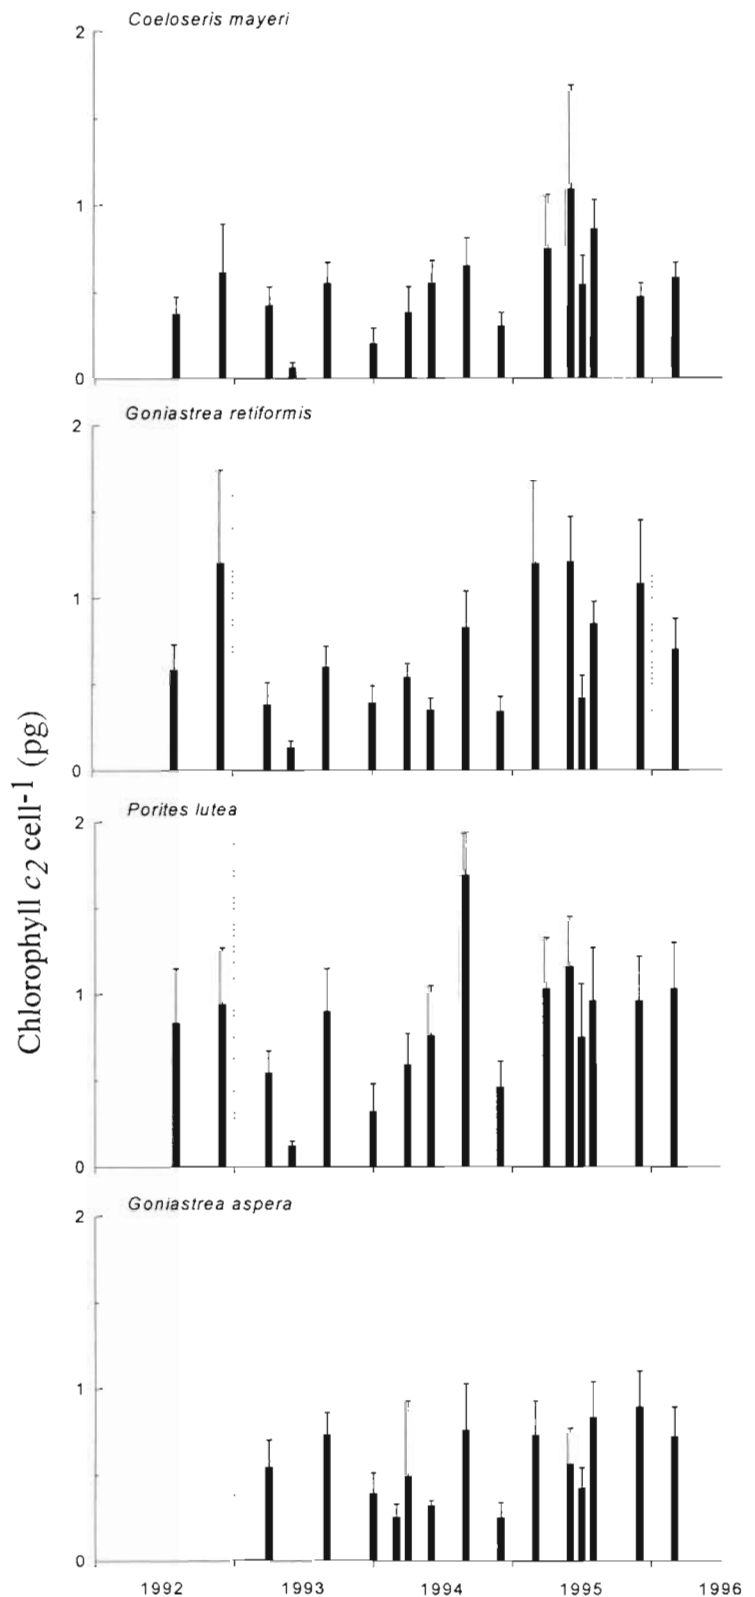 Coeloseris mayeri
2
1
0
Goniastrea retiformis
2
1
0
Chlorophyll c2 cell-1 (pg)
Porites lutea
2
1
0
Goniastrea aspera
2
1
0
1992 1993 1994 1995 1996